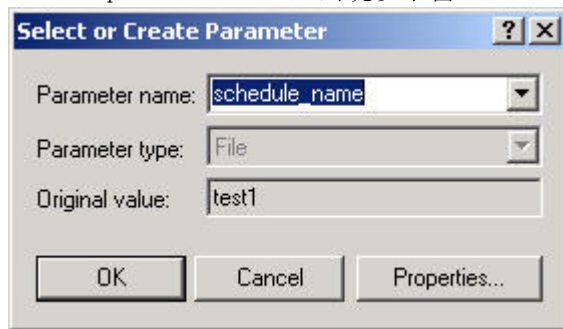 Select or Create Parameter
Parameter name: schedule_name
Parameter type: File
Original value: test1
OK Cancel Properties...